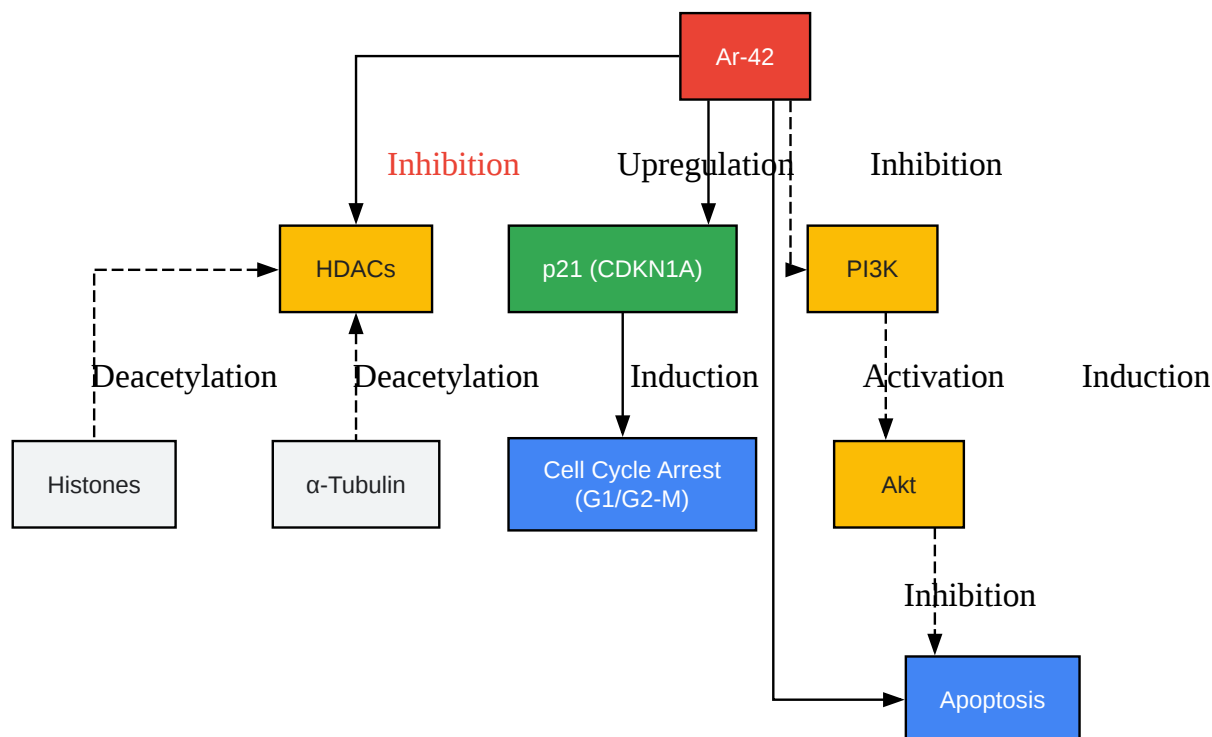 Ar-42
Inhibition
Upregulation
Inhibition
HDACs
p21 (CDKN1A)
PI3K
Deacetylation
Deacetylation
Induction
Activation
Induction
Histones
α-Tubulin
Cell Cycle Arrest
(G1/G2-M)
Akt
Inhibition
Apoptosis